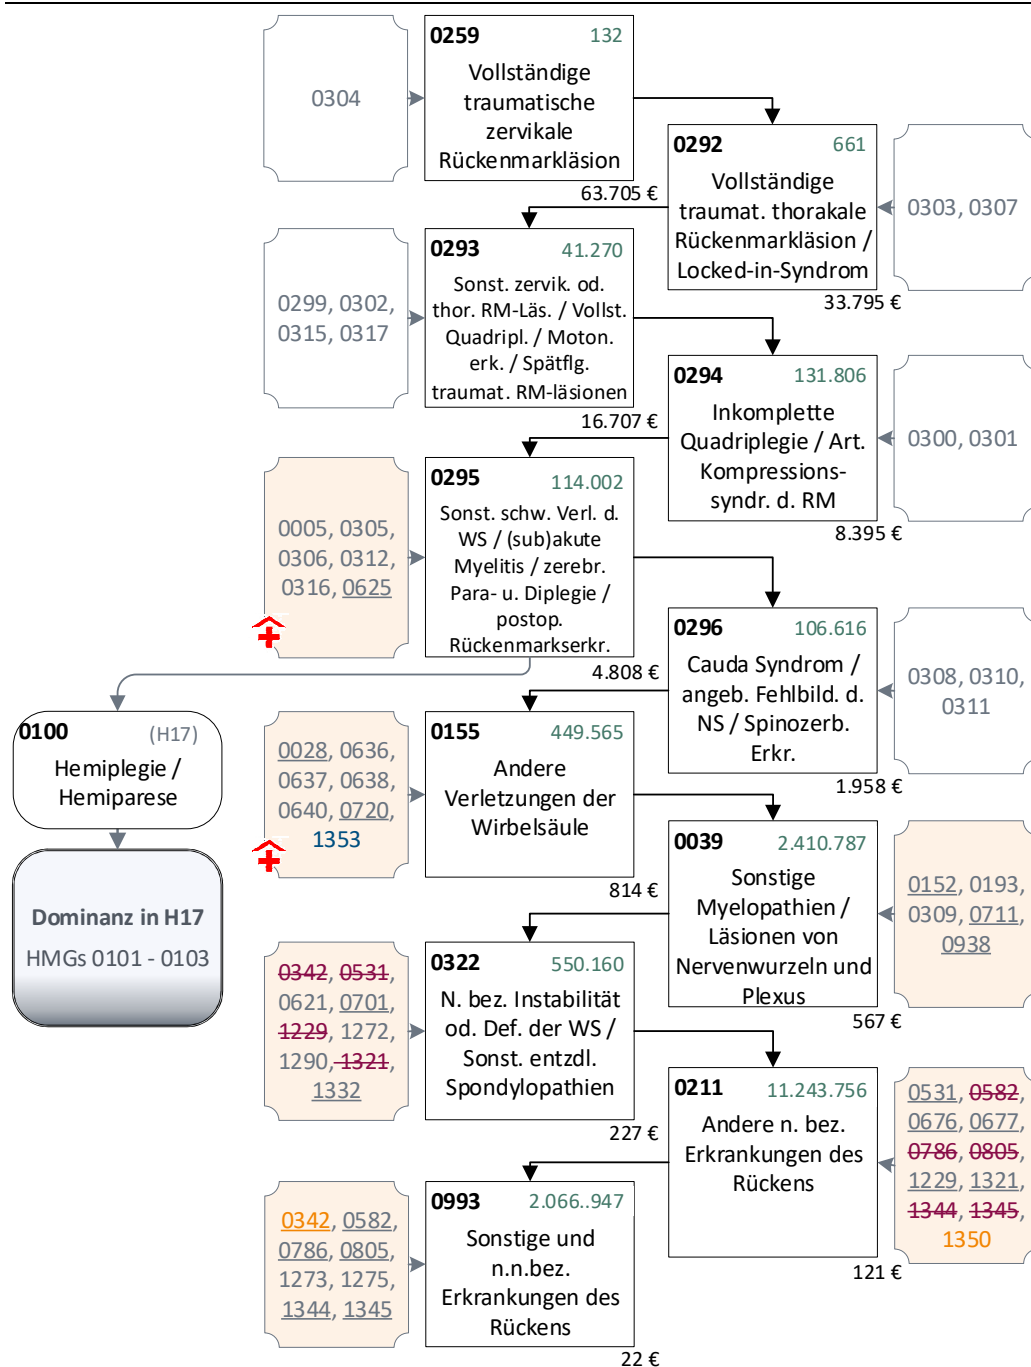 0304
0259 132
Vollständige
traumatische
zervikale
Rückenmarkläsion
63.705 €
0292 661
Vollständige
traumat. thorakale
Rückenmarkläsion /
Locked-in-Syndrom
33.795 €
0303, 0307
0299, 0302,
0315, 0317
0293 41.270
Sonst. zervik. od.
thor. RM-Läs. / Vollst.
Quadripl. / Moton.
erk. / Spätflg.
traumat. RM-läsionen
16.707 €
0294 131.806
Inkomplette
Quadriplegie / Art.
Kompressions-
syndr. d. RM
8.395 €
0300, 0301
0005, 0305,
0306, 0312,
0316, 0625
0295 114.002
Sonst. schw. Verl. d.
WS / (sub)akute
Myelitis / zerebr.
Para- u. Diplegie /
postop.
Rückenmarkserkr.
4.808 €
0296 106.616
Cauda Syndrom /
angeb. Fehlbild. d.
NS / Spinozerb.
Erkr.
1.958 €
0308, 0310,
0311
0100 (H17)
Hemiplegie /
Hemiparese
Dominanz in H17
HMGs 0101 - 0103
0028, 0636,
0637, 0638,
0640, 0720,
1353
0155 449.565
Andere
Verletzungen der
Wirbelsäule
814 €
0039 2.410.787
Sonstige
Myelopathien /
Läsionen von
Nervenwurzeln und
Plexus
567 €
0152, 0193,
0309, 0711,
0938
0342, 0531,
0621, 0701,
1229, 1272,
1290, 1321,
1332
0322 550.160
N. bez. Instabilität
od. Def. der WS /
Sonst. entzdl.
Spondylopathien
227 €
0211 11.243.756
Andere n. bez.
Erkrankungen des
Rückens
121 €
0531, 0582,
0676, 0677,
0786, 0805,
1229, 1321,
1344, 1345,
1350
0342, 0582,
0786, 0805,
1273, 1275,
1344, 1345
0993 2.066..947
Sonstige und
n.n.bez.
Erkrankungen des
Rückens
22 €